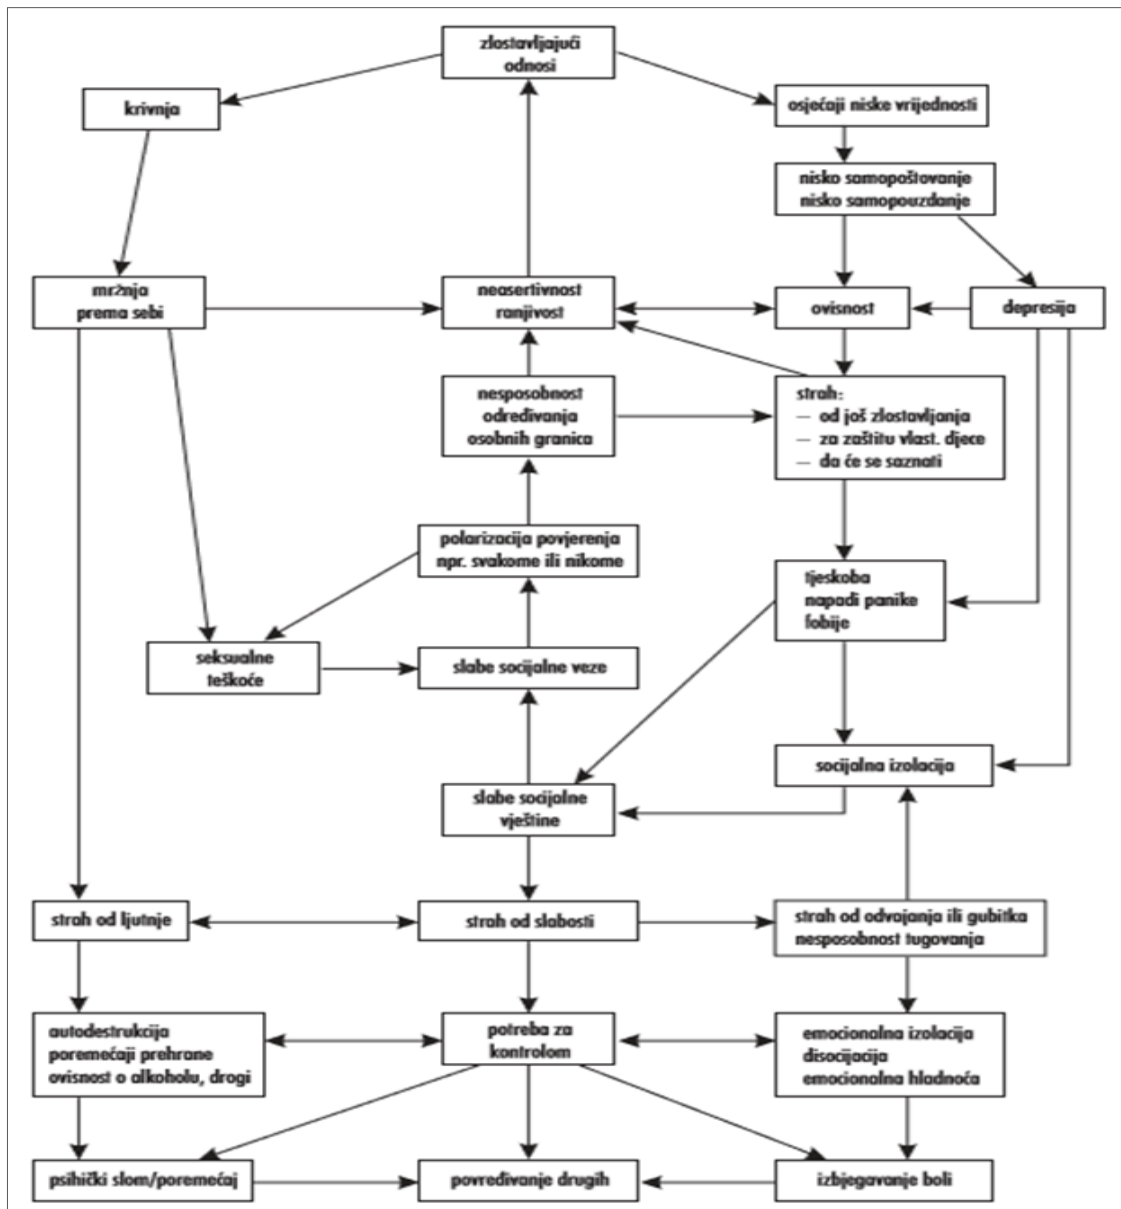 zlostavljajući
odnosi
krivnja
osjećaji niske vrijednosti
nisko samopoštovanje
nisko samopouzdanje
mržnja
prema sebi
neasertivnost
ranjivost
ovisnost
depresija
nesposobnost
određivanja
osobnih granica
strah:
— od još zlostavljanja
— za zaštitu vlast. djece
— da će se saznati
polarizacija povjerenja
npr. svakome ili nikome
tjeskoba
napadi panike
fobije
seksualne
teškoće
slabe socijalne veze
socijalna izolacija
slabe socijalne
vještine
strah od ljutnje
strah od slabosti
strah od odvajanja ili gubitka
nesposobnost tugovanja
autodestrukcija
poremećaji prehrane
ovisnost o alkoholu, drogi
potreba za
kontrolom
emocionalna izolacija
disocijacija
emocionalna hladnoća
psihički slom/poremećaj
povređivanje drugih
izbjegavanje boli